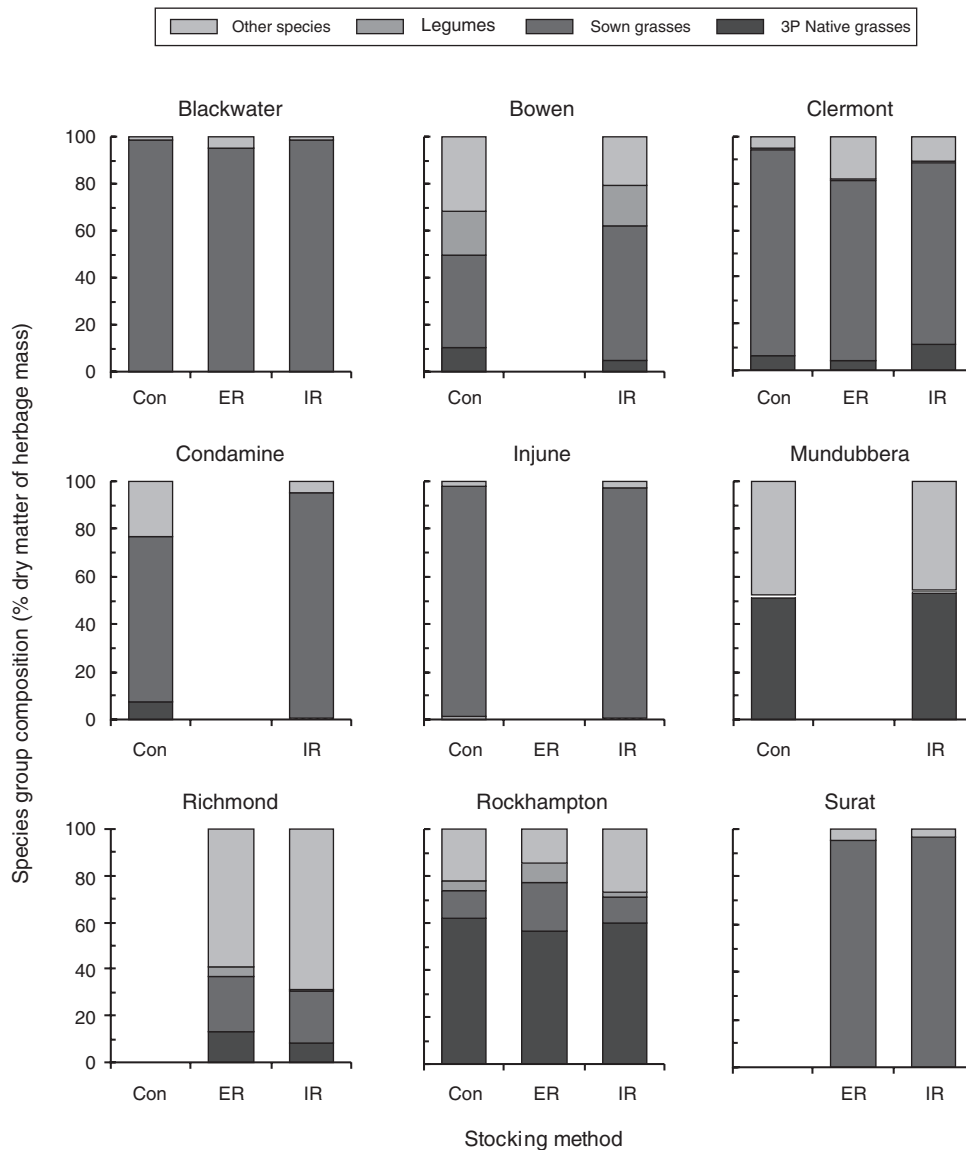 Other species Legumes Sown grasses 3P Native grasses
Species group composition (% dry matter of herbage mass)
Blackwater
100
80
60
40
20
0
Con ER IR
Bowen
Con IR
Clermont
Con ER IR
Condamine
100
80
60
40
20
0
Con IR
Injune
Con ER IR
Mundubbera
Con IR
Richmond
100
80
60
40
20
0
Con ER IR
Rockhampton
Con ER IR
Surat
ER IR
Stocking method